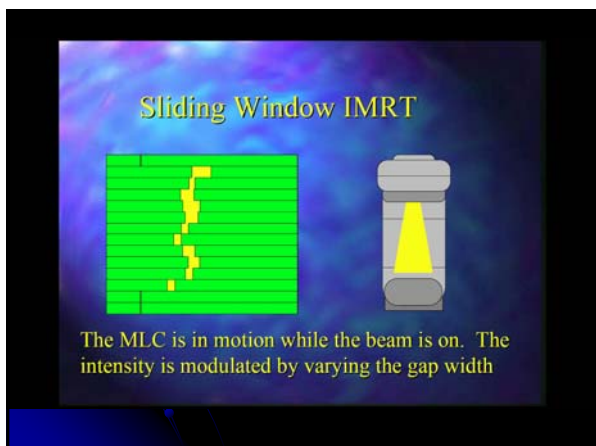 Sliding Window IMRT
The MLC is in motion while the beam is on. The
intensity is modulated by varying the gap width